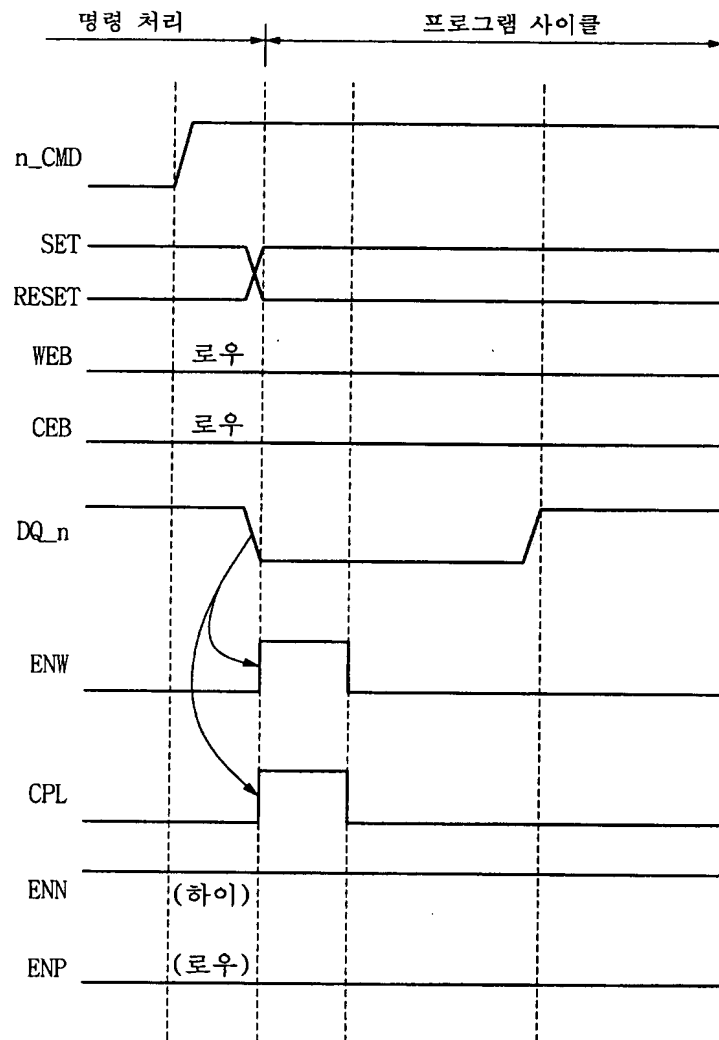 명령 처리 프로그램 사이클
n_CMD
SET
RESET
WEB 로우
CEB 로우
DQ_n
ENW
CPL
ENN (하이)
ENP (로우)